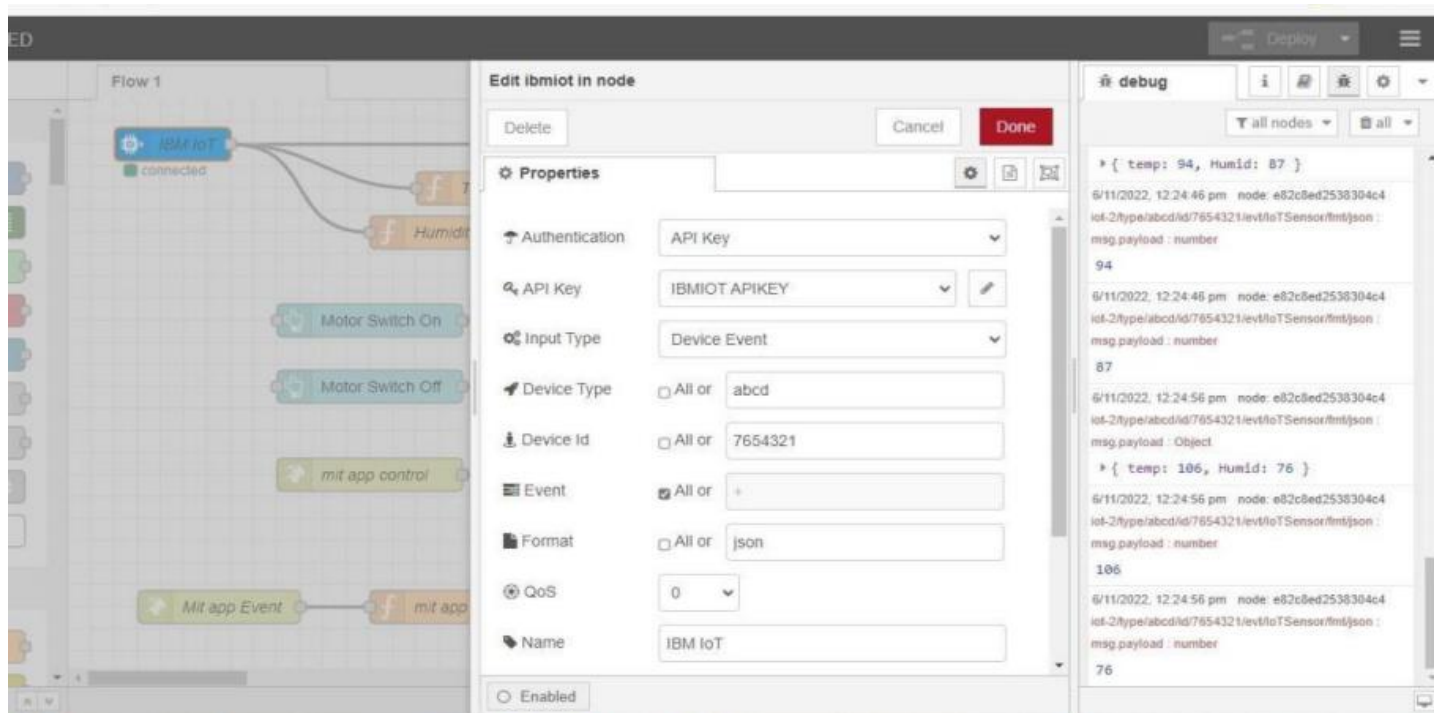 ED
Deploy
Flow 1
IBM IoT
connected
T
Humidit
Motor Switch On
Motor Switch Off
mit app control
Mit app Event
mit app
Edit ibmiot in node
Delete
Cancel
Done
Properties
Authentication
API Key
API Key
IBMIOT APIKEY
Input Type
Device Event
Device Type
All or
abcd
Device Id
All or
7654321
Event
All or
+
Format
All or
json
QoS
0
Name
IBM IoT
Enabled
debug
i
all nodes
all
{ temp: 94, Humid: 87 }
6/11/2022, 12:24:46 pm node: e82c8ed2538304c4
iot-2/type/abcd/id/7654321/evt/IoTSensor/fmt/json :
msg.payload : number
94
6/11/2022, 12:24:46 pm node: e82c8ed2538304c4
iot-2/type/abcd/id/7654321/evt/IoTSensor/fmt/json :
msg.payload : number
87
6/11/2022, 12:24:56 pm node: e82c8ed2538304c4
iot-2/type/abcd/id/7654321/evt/IoTSensor/fmt/json :
msg.payload : Object
{ temp: 106, Humid: 76 }
6/11/2022, 12:24:56 pm node: e82c8ed2538304c4
iot-2/type/abcd/id/7654321/evt/IoTSensor/fmt/json :
msg.payload : number
106
6/11/2022, 12:24:56 pm node: e82c8ed2538304c4
iot-2/type/abcd/id/7654321/evt/IoTSensor/fmt/json :
msg.payload : number
76